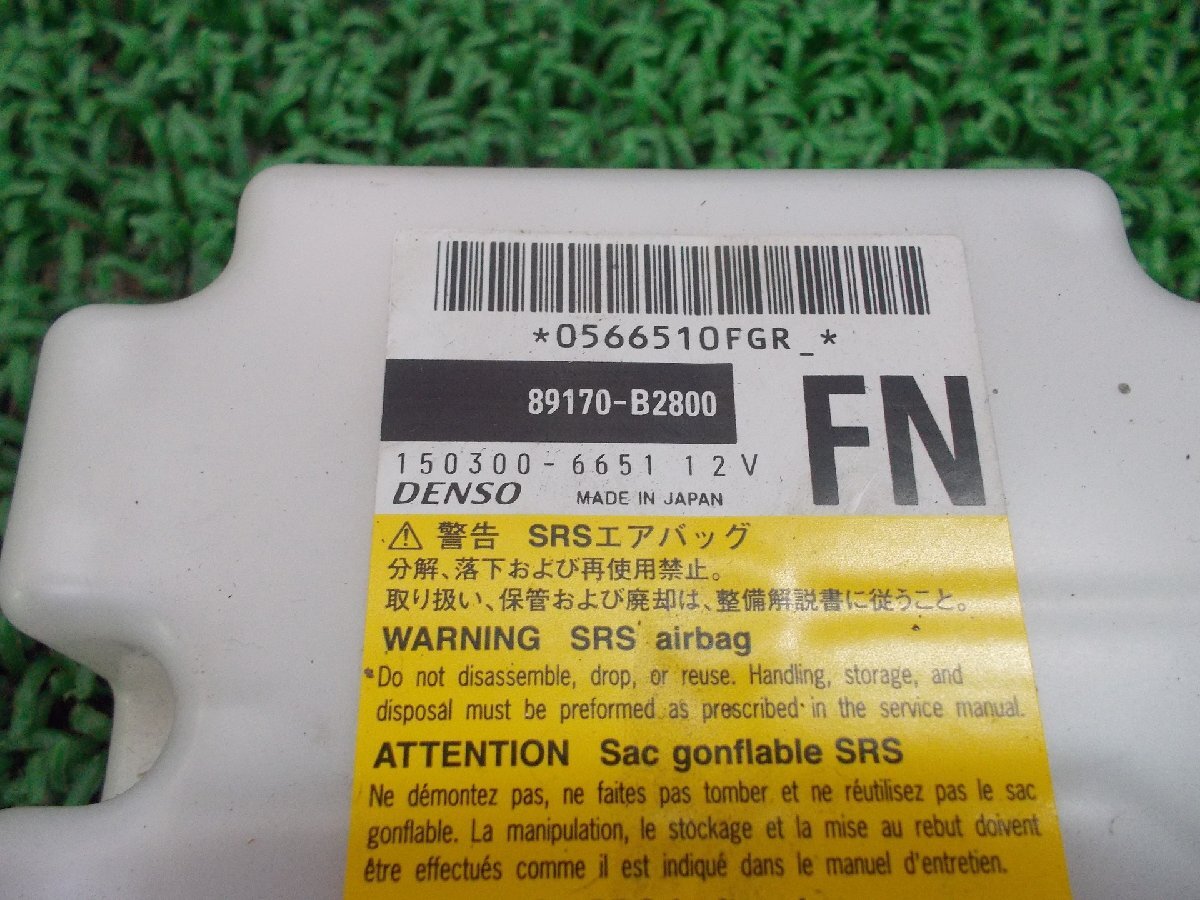 *0566510FGR_*
89170-B2800
FN
150300-6651 12V
DENSO MADE IN JAPAN
⚠ 警告 SRSエアバッグ
分解、落下および再使用禁止。
取り扱い、保管および廃却は、整備解説書に従うこと。
WARNING SRS airbag
Do not disassemble, drop, or reuse. Handling, storage, and
disposal must be preformed as prescribed in the service manual.
ATTENTION Sac gonflable SRS
Ne démontez pas, ne faites pas tomber et ne réutilisez pas le sac
gonflable. La manipulation, le stockage et la mise au rebut doivent
être effectués comme il est indiqué dans le manuel d'entretien.